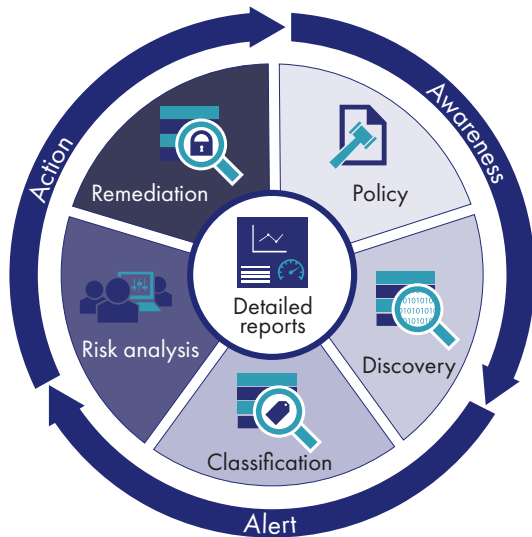 Action
Awareness
Remediation
Policy
Detailed
reports
Risk analysis
Discovery
Classification
Alert